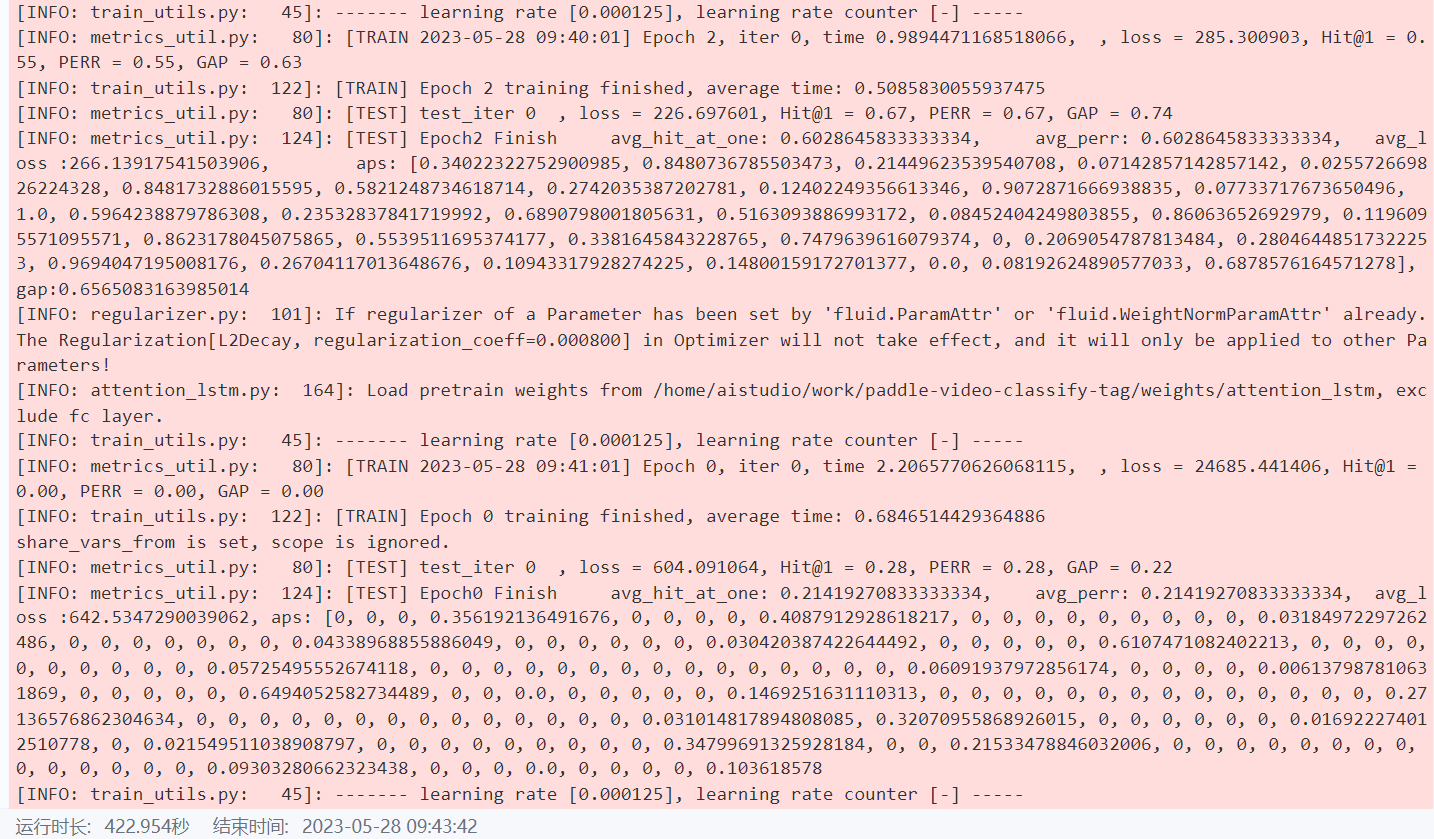 [INFO: train_utils.py:   45]: ------- learning rate [0.000125], learning rate counter [-] -----
[INFO: metrics_util.py:   80]: [TRAIN 2023-05-28 09:40:01] Epoch 2, iter 0, time 0.9894471168518066,  , loss = 285.300903, Hit@1 = 0.
55, PERR = 0.55, GAP = 0.63
[INFO: train_utils.py:  122]: [TRAIN] Epoch 2 training finished, average time: 0.5085830055937475
[INFO: metrics_util.py:   80]: [TEST] test_iter 0  , loss = 226.697601, Hit@1 = 0.67, PERR = 0.67, GAP = 0.74
[INFO: metrics_util.py:  124]: [TEST] Epoch2 Finish     avg_hit_at_one: 0.6028645833333334,     avg_perr: 0.6028645833333334,   avg_l
oss :266.13917541503906,        aps: [0.34022322752900985, 0.8480736785503473, 0.21449623539540708, 0.07142857142857142, 0.0255726698
26224328, 0.8481732886015595, 0.5821248734618714, 0.2742035387202781, 0.12402249356613346, 0.9072871666938835, 0.07733717673650496,
1.0, 0.5964238879786308, 0.23532837841719992, 0.6890798001805631, 0.5163093886993172, 0.08452404249803855, 0.86063652692979, 0.119609
5571095571, 0.8623178045075865, 0.5539511695374177, 0.3381645843228765, 0.7479639616079374, 0, 0.2069054787813484, 0.2804644851732225
3, 0.9694047195008176, 0.26704117013648676, 0.10943317928274225, 0.14800159172701377, 0.0, 0.08192624890577033, 0.6878576164571278],
gap:0.6565083163985014
[INFO: regularizer.py:  101]: If regularizer of a Parameter has been set by 'fluid.ParamAttr' or 'fluid.WeightNormParamAttr' already.
The Regularization[L2Decay, regularization_coeff=0.000800] in Optimizer will not take effect, and it will only be applied to other Pa
rameters!
[INFO: attention_lstm.py:  164]: Load pretrain weights from /home/aistudio/work/paddle-video-classify-tag/weights/attention_lstm, exc
lude fc layer.
[INFO: train_utils.py:   45]: ------- learning rate [0.000125], learning rate counter [-] -----
[INFO: metrics_util.py:   80]: [TRAIN 2023-05-28 09:41:01] Epoch 0, iter 0, time 2.2065770626068115,  , loss = 24685.441406, Hit@1 =
0.00, PERR = 0.00, GAP = 0.00
[INFO: train_utils.py:  122]: [TRAIN] Epoch 0 training finished, average time: 0.6846514429364886
share_vars_from is set, scope is ignored.
[INFO: metrics_util.py:   80]: [TEST] test_iter 0  , loss = 604.091064, Hit@1 = 0.28, PERR = 0.28, GAP = 0.22
[INFO: metrics_util.py:  124]: [TEST] Epoch0 Finish     avg_hit_at_one: 0.21419270833333334,    avg_perr: 0.21419270833333334,  avg_l
oss :642.5347290039062, aps: [0, 0, 0, 0.356192136491676, 0, 0, 0, 0, 0.4087912928618217, 0, 0, 0, 0, 0, 0, 0, 0, 0, 0.03184972297262
486, 0, 0, 0, 0, 0, 0, 0, 0.04338968855886049, 0, 0, 0, 0, 0, 0, 0.030420387422644492, 0, 0, 0, 0, 0, 0.6107471082402213, 0, 0, 0, 0,
0, 0, 0, 0, 0, 0, 0.05725495552674118, 0, 0, 0, 0, 0, 0, 0, 0, 0, 0, 0, 0, 0, 0, 0, 0.06091937972856174, 0, 0, 0, 0, 0.00613798781063
1869, 0, 0, 0, 0, 0, 0.6494052582734489, 0, 0, 0.0, 0, 0, 0, 0, 0, 0.1469251631110313, 0, 0, 0, 0, 0, 0, 0, 0, 0, 0, 0, 0, 0, 0, 0.27
136576862304634, 0, 0, 0, 0, 0, 0, 0, 0, 0, 0, 0, 0, 0, 0, 0.031014817894808085, 0.32070955868926015, 0, 0, 0, 0, 0, 0, 0.01692227401
2510778, 0, 0.021549511038908797, 0, 0, 0, 0, 0, 0, 0, 0, 0, 0.34799691325928184, 0, 0, 0.21533478846032006, 0, 0, 0, 0, 0, 0, 0, 0,
0, 0, 0, 0, 0, 0, 0.09303280662323438, 0, 0, 0, 0.0, 0, 0, 0, 0, 0.103618578
[INFO: train_utils.py:   45]: ------- learning rate [0.000125], learning rate counter [-] -----
运行时长: 422.954秒 结束时间: 2023-05-28 09:43:42